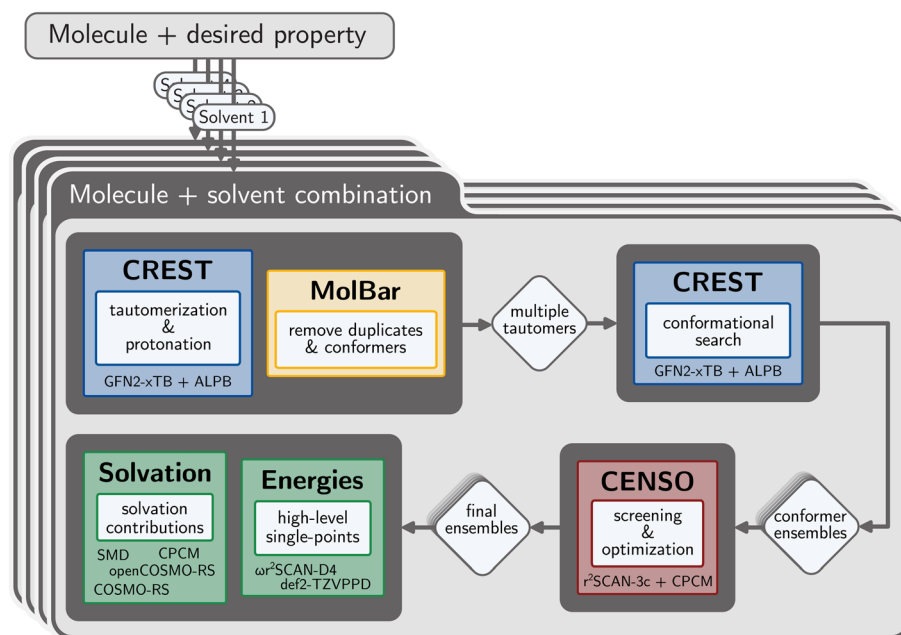 Molecule + desired property
Solvent 1
Molecule + solvent combination
CREST
tautomerization
&
protonation
GFN2-xTB + ALPB
MolBar
remove duplicates
& conformers
multiple
tautomers
CREST
conformational
search
GFN2-xTB + ALPB
Solvation
solvation
contributions
SMD CPCM
openCOSMO-RS
COSMO-RS
Energies
high-level
single-points
ωr²SCAN-D4
def2-TZVPPD
final
ensembles
CENSO
screening
&
optimization
r²SCAN-3c + CPCM
conformer
ensembles